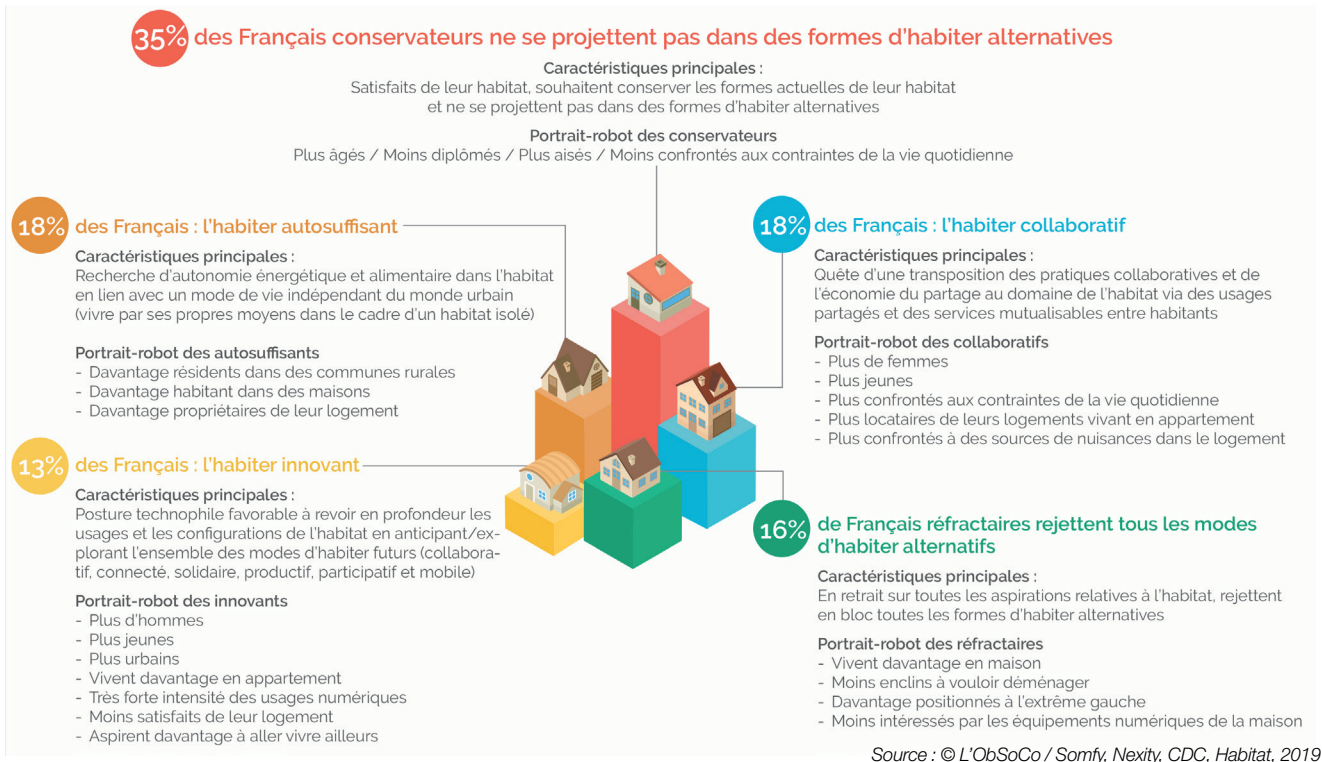 35% des Français conservateurs ne se projettent pas dans des formes d'habiter alternatives
Caractéristiques principales :
Satisfaits de leur habitat, souhaitent conserver les formes actuelles de leur habitat
et ne se projettent pas dans des formes d'habiter alternatives
Portrait-robot des conservateurs
Plus âgés / Moins diplômés / Plus aisés / Moins confrontés aux contraintes de la vie quotidienne
18% des Français : l'habiter autosuffisant
Caractéristiques principales :
Recherche d'autonomie énergétique et alimentaire dans l'habitat
en lien avec un mode de vie indépendant du monde urbain
(vivre par ses propres moyens dans le cadre d'un habitat isolé)
Portrait-robot des autosuffisants
- Davantage résidents dans des communes rurales
- Davantage habitant dans des maisons
- Davantage propriétaires de leur logement
13% des Français : l'habiter innovant
Caractéristiques principales :
Posture technophile favorable à revoir en profondeur les
usages et les configurations de l'habitat en anticipant/ex-
plorant l'ensemble des modes d'habiter futurs (collabora-
tif, connecté, solidaire, productif, participatif et mobile)
Portrait-robot des innovants
- Plus d'hommes
- Plus jeunes
- Plus urbains
- Vivent davantage en appartement
- Très forte intensité des usages numériques
- Moins satisfaits de leur logement
- Aspirent davantage à aller vivre ailleurs
18% des Français : l'habiter collaboratif
Caractéristiques principales :
Quête d'une transposition des pratiques collaboratives et de
l'économie du partage au domaine de l'habitat via des usages
partagés et des services mutualisables entre habitants
Portrait-robot des collaboratifs
- Plus de femmes
- Plus jeunes
- Plus confrontés aux contraintes de la vie quotidienne
- Plus locataires de leurs logements vivant en appartement
- Plus confrontés à des sources de nuisances dans le logement
16% de Français réfractaires rejettent tous les modes
d'habiter alternatifs
Caractéristiques principales :
En retrait sur toutes les aspirations relatives à l'habitat, rejettent
en bloc toutes les formes d'habiter alternatives
Portrait-robot des réfractaires
- Vivent davantage en maison
- Moins enclins à vouloir déménager
- Davantage positionnés à l'extrême gauche
- Moins intéressés par les équipements numériques de la maison
Source : © L'ObSoCo / Somfy, Nexity, CDC, Habitat, 2019